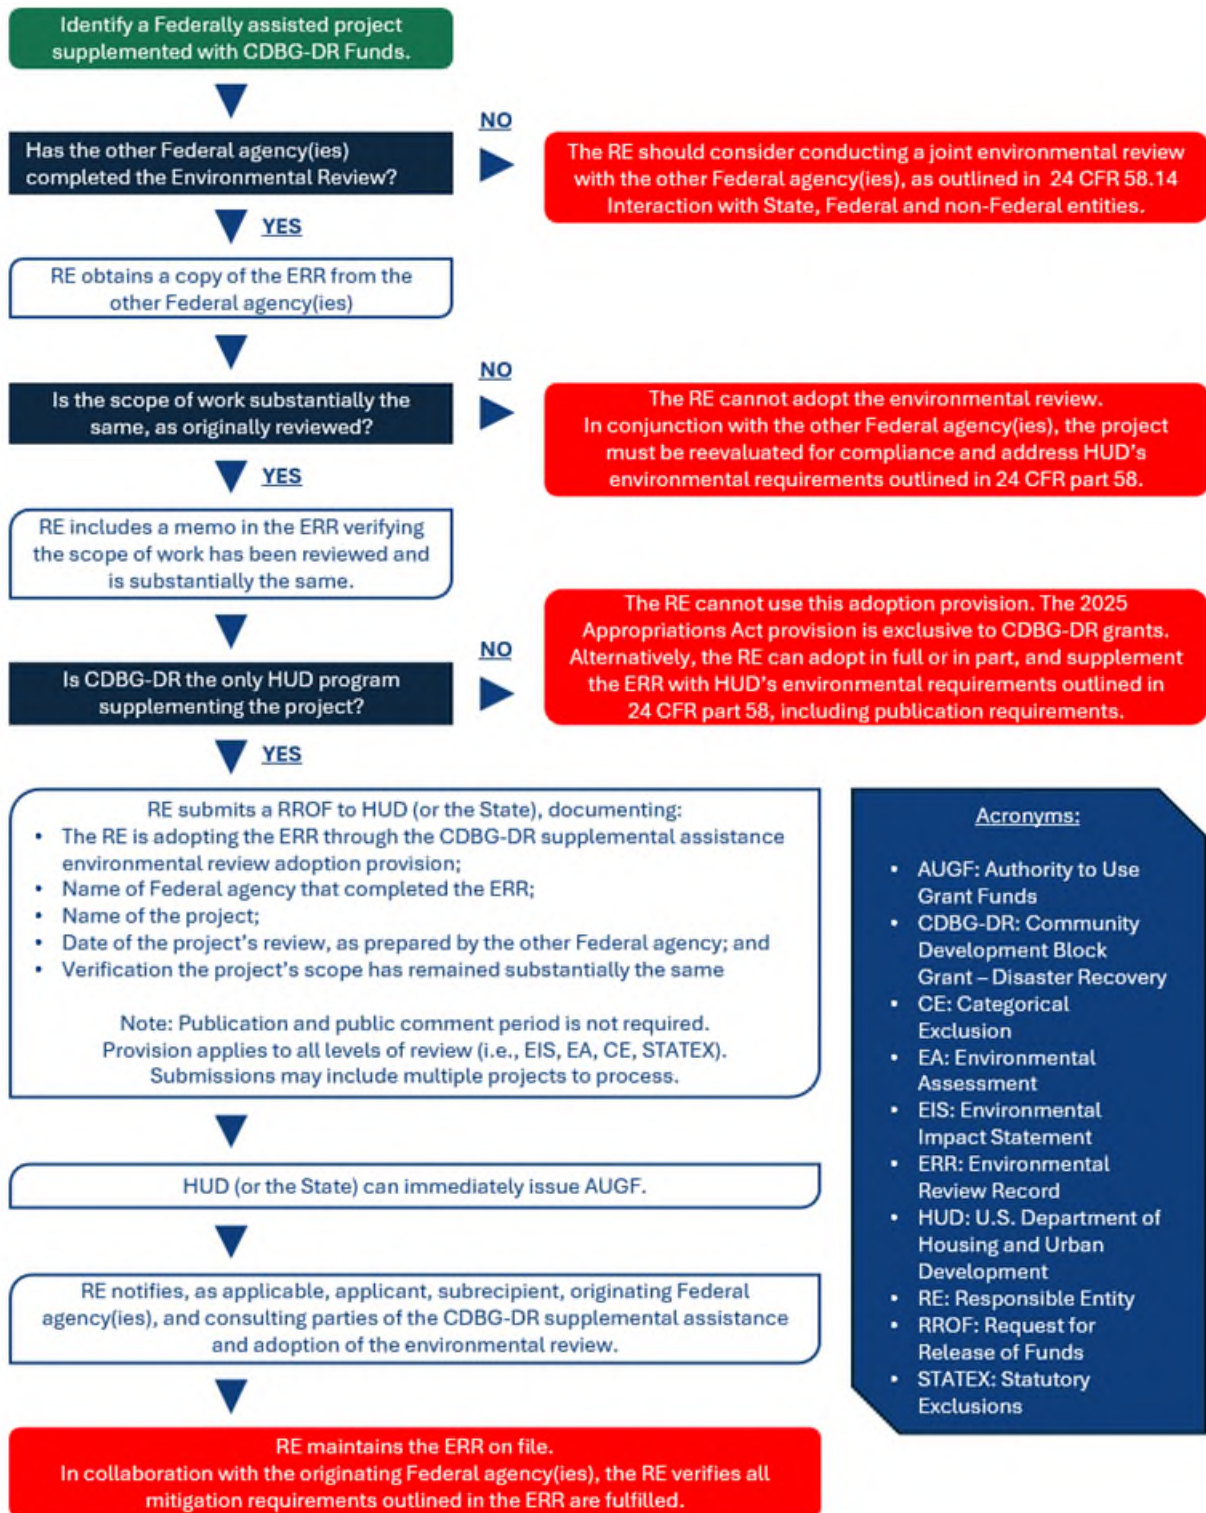 Identify a Federally assisted project
supplemented with CDBG-DR Funds.
Has the other Federal agency(ies)
completed the Environmental Review?
NO
The RE should consider conducting a joint environmental review
with the other Federal agency(ies), as outlined in 24 CFR 58.14
Interaction with State, Federal and non-Federal entities.
YES
RE obtains a copy of the ERR from the
other Federal agency(ies)
Is the scope of work substantially the
same, as originally reviewed?
NO
The RE cannot adopt the environmental review.
In conjunction with the other Federal agency(ies), the project
must be reevaluated for compliance and address HUD's
environmental requirements outlined in 24 CFR part 58.
YES
RE includes a memo in the ERR verifying
the scope of work has been reviewed and
is substantially the same.
Is CDBG-DR the only HUD program
supplementing the project?
NO
The RE cannot use this adoption provision. The 2025
Appropriations Act provision is exclusive to CDBG-DR grants.
Alternatively, the RE can adopt in full or in part, and supplement
the ERR with HUD's environmental requirements outlined in
24 CFR part 58, including publication requirements.
YES
RE submits a RROF to HUD (or the State), documenting:
• The RE is adopting the ERR through the CDBG-DR supplemental assistance
environmental review adoption provision;
• Name of Federal agency that completed the ERR;
• Name of the project;
• Date of the project's review, as prepared by the other Federal agency; and
• Verification the project's scope has remained substantially the same
Note: Publication and public comment period is not required.
Provision applies to all levels of review (i.e., EIS, EA, CE, STATEX).
Submissions may include multiple projects to process.
HUD (or the State) can immediately issue AUGF.
RE notifies, as applicable, applicant, subrecipient, originating Federal
agency(ies), and consulting parties of the CDBG-DR supplemental assistance
and adoption of the environmental review.
RE maintains the ERR on file.
In collaboration with the originating Federal agency(ies), the RE verifies all
mitigation requirements outlined in the ERR are fulfilled.
Acronyms:
• AUGF: Authority to Use
Grant Funds
• CDBG-DR: Community
Development Block
Grant – Disaster Recovery
• CE: Categorical
Exclusion
• EA: Environmental
Assessment
• EIS: Environmental
Impact Statement
• ERR: Environmental
Review Record
• HUD: U.S. Department of
Housing and Urban
Development
• RE: Responsible Entity
• RROF: Request for
Release of Funds
• STATEX: Statutory
Exclusions